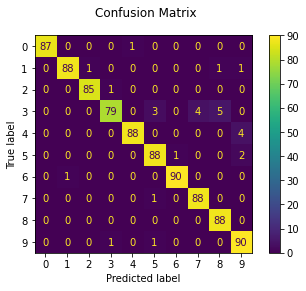 Confusion Matrix
0 87 0 0 0 1 0 0 0 0 0
1 0 88 1 0 0 0 0 0 1 1
2 0 0 85 1 0 0 0 0 0 0
3 0 0 0 79 0 3 0 4 5 0
4 0 0 0 0 88 0 0 0 0 4
5 0 0 0 0 0 88 1 0 0 2
6 0 1 0 0 0 0 90 0 0 0
7 0 0 0 0 0 1 0 88 0 0
8 0 0 0 0 0 0 0 0 88 0
9 0 0 0 1 0 1 0 0 0 90
0 1 2 3 4 5 6 7 8 9
True label
Predicted label
90
80
70
60
50
40
30
20
10
0